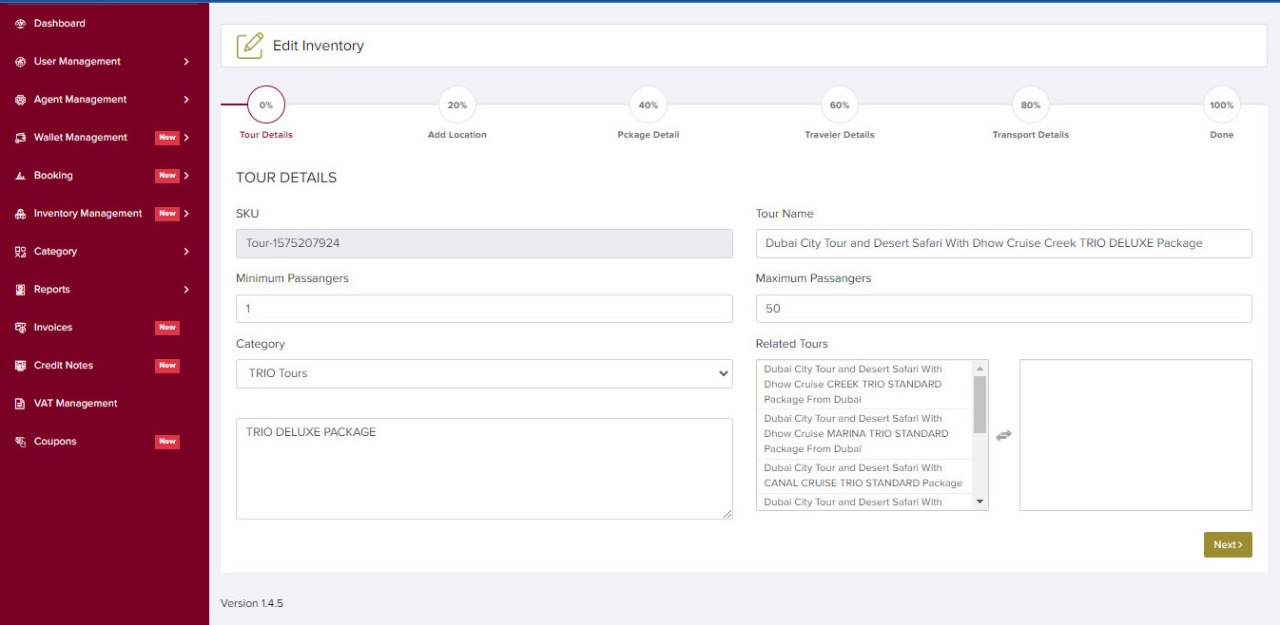 Dashboard
User Management
Agent Management
Wallet Management New
Booking New
Inventory Management New
Category
Reports
Invoices New
Credit Notes New
VAT Management
Coupons New
Edit Inventory
0% 20% 40% 60% 80% 100%
Tour Details Add Location Pckage Detail Traveler Details Transport Details Done
TOUR DETAILS
SKU
Tour-1575207924
Tour Name
Dubai City Tour and Desert Safari With Dhow Cruise Creek TRIO DELUXE Package
Minimum Passangers
1
Maximum Passangers
50
Category
TRIO Tours
TRIO DELUXE PACKAGE
Related Tours
Dubai City Tour and Desert Safari With
Dhow Cruise CREEK TRIO STANDARD
Package From Dubai
Dubai City Tour and Desert Safari With
Dhow Cruise MARINA TRIO STANDARD
Package From Dubai
Dubai City Tour and Desert Safari With
CANAL CRUISE TRIO STANDARD Package
Dubai City Tour and Desert Safari With
Next
Version 1.4.5